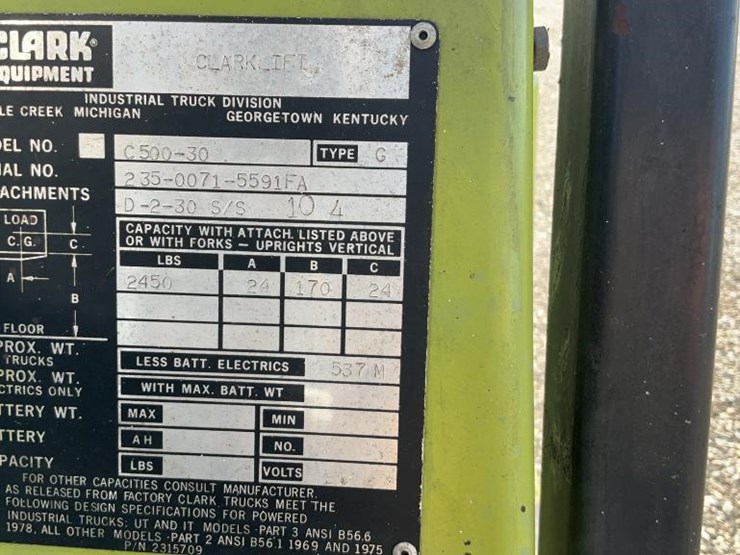 CLARK®
EQUIPMENT
CLARKLIFT
INDUSTRIAL TRUCK DIVISION
LE CREEK MICHIGAN GEORGETOWN KENTUCKY
DEL NO. C500-30 TYPE G
IAL NO. 235-0071-5591FA
ACHMENTS D-2-30 S/S 10 4
LOAD
C.G. C
A
B
FLOOR
CAPACITY WITH ATTACH. LISTED ABOVE
OR WITH FORKS - UPRIGHTS VERTICAL
LBS A B C
2450 24 170 24
PROX. WT.
TRUCKS LESS BATT. ELECTRICS 537 M
PROX. WT.
CTRICS ONLY WITH MAX. BATT. WT
TTERY WT. MAX MIN
TTERY AH NO.
PACITY LBS VOLTS
FOR OTHER CAPACITIES CONSULT MANUFACTURER.
AS RELEASED FROM FACTORY CLARK TRUCKS MEET THE
FOLLOWING DESIGN SPECIFICATIONS FOR POWERED
INDUSTRIAL TRUCKS: UT AND IT MODELS - PART 3 ANSI B56.6
1978, ALL OTHER MODELS - PART 2 ANSI B56.1 1969 AND 1975
P/N 2315709